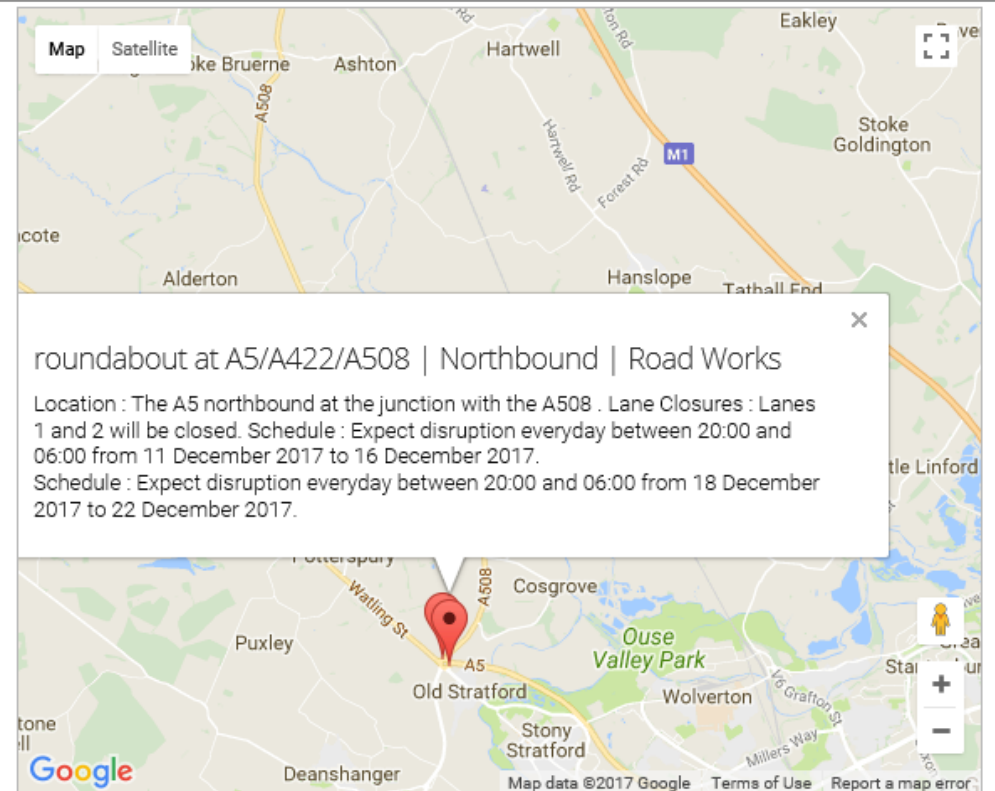 Map Satellite
ke Bruerne
Ashton
Hartwell
Eakley
A508
Stoke
Goldington
M1
Hartwell Rd
Forest Rd
Alderton
Hanslope
Tathall End
roundabout at A5/A422/A508 | Northbound | Road Works
Location : The A5 northbound at the junction with the A508 . Lane Closures : Lanes
1 and 2 will be closed. Schedule : Expect disruption everyday between 20:00 and
06:00 from 11 December 2017 to 16 December 2017.
Schedule : Expect disruption everyday between 20:00 and 06:00 from 18 December
2017 to 22 December 2017.
tle Linford
Potterspury
Watling St
A508
Cosgrove
Puxley
Ouse
Valley Park
A5
Old Stratford
Wolverton
V6 Grafton St
Stony
Stratford
Millers Way
Deanshanger
Google
Map data ©2017 Google Terms of Use Report a map error